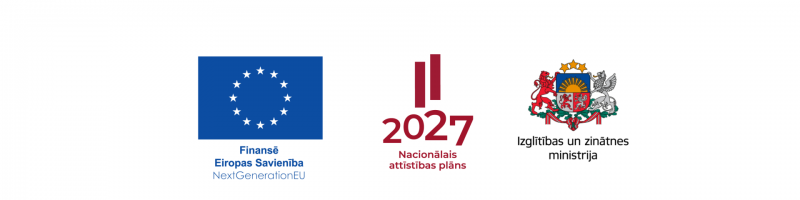 Finansē
Eiropas Savienība
NextGenerationEU
2027
Nacionālais
attīstības plāns
Izglītības un zinātnes
ministrija